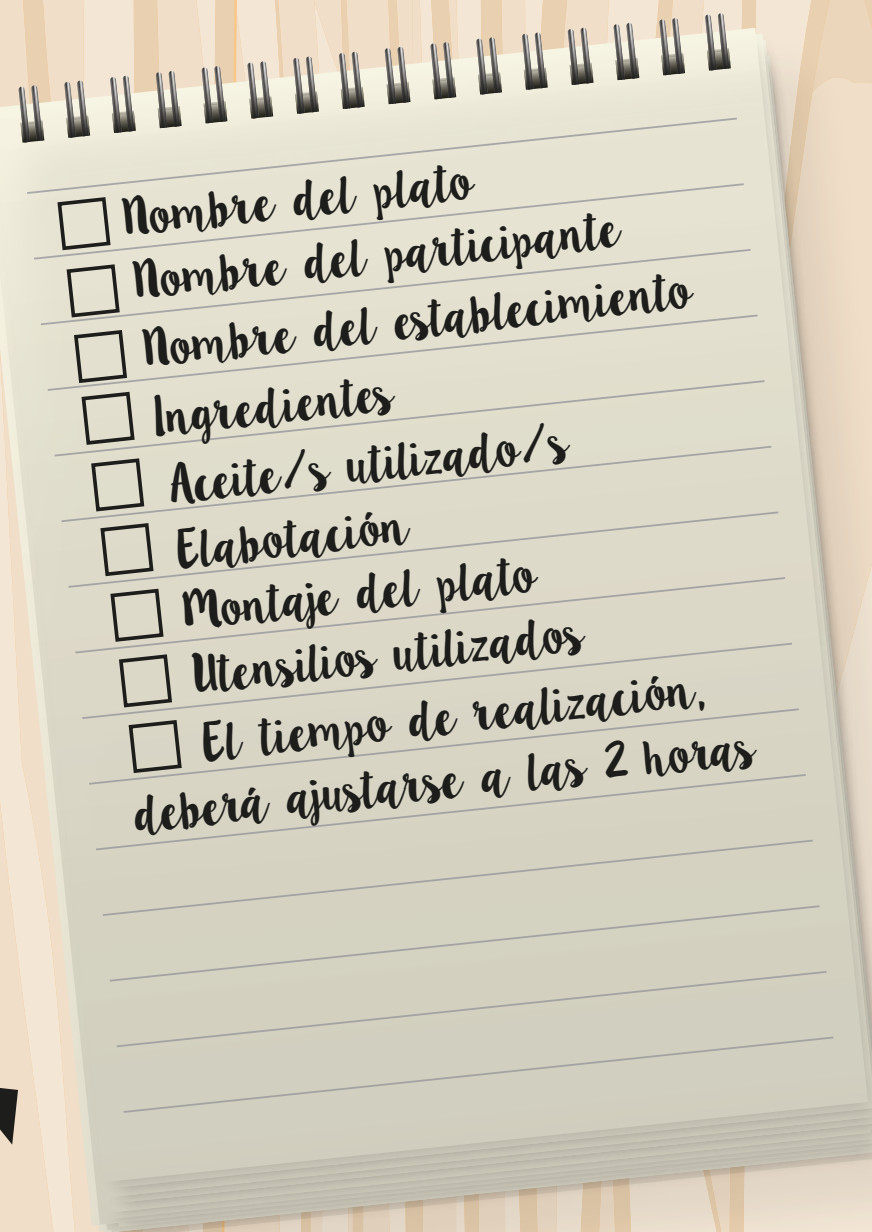 Nombre del plato
Nombre del participante
Nombre del establecimiento
Ingredientes
Aceite/s utilizado/s
Elabotación
Montaje del plato
Utensilios utilizados
El tiempo de realización,
deberá ajustarse a las 2 horas